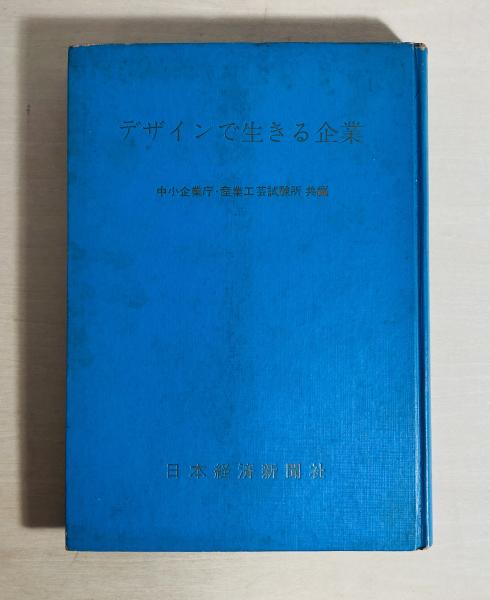 デザインで生きる企業
中小企業庁・産業工芸試験所 共編
日本経済新聞社